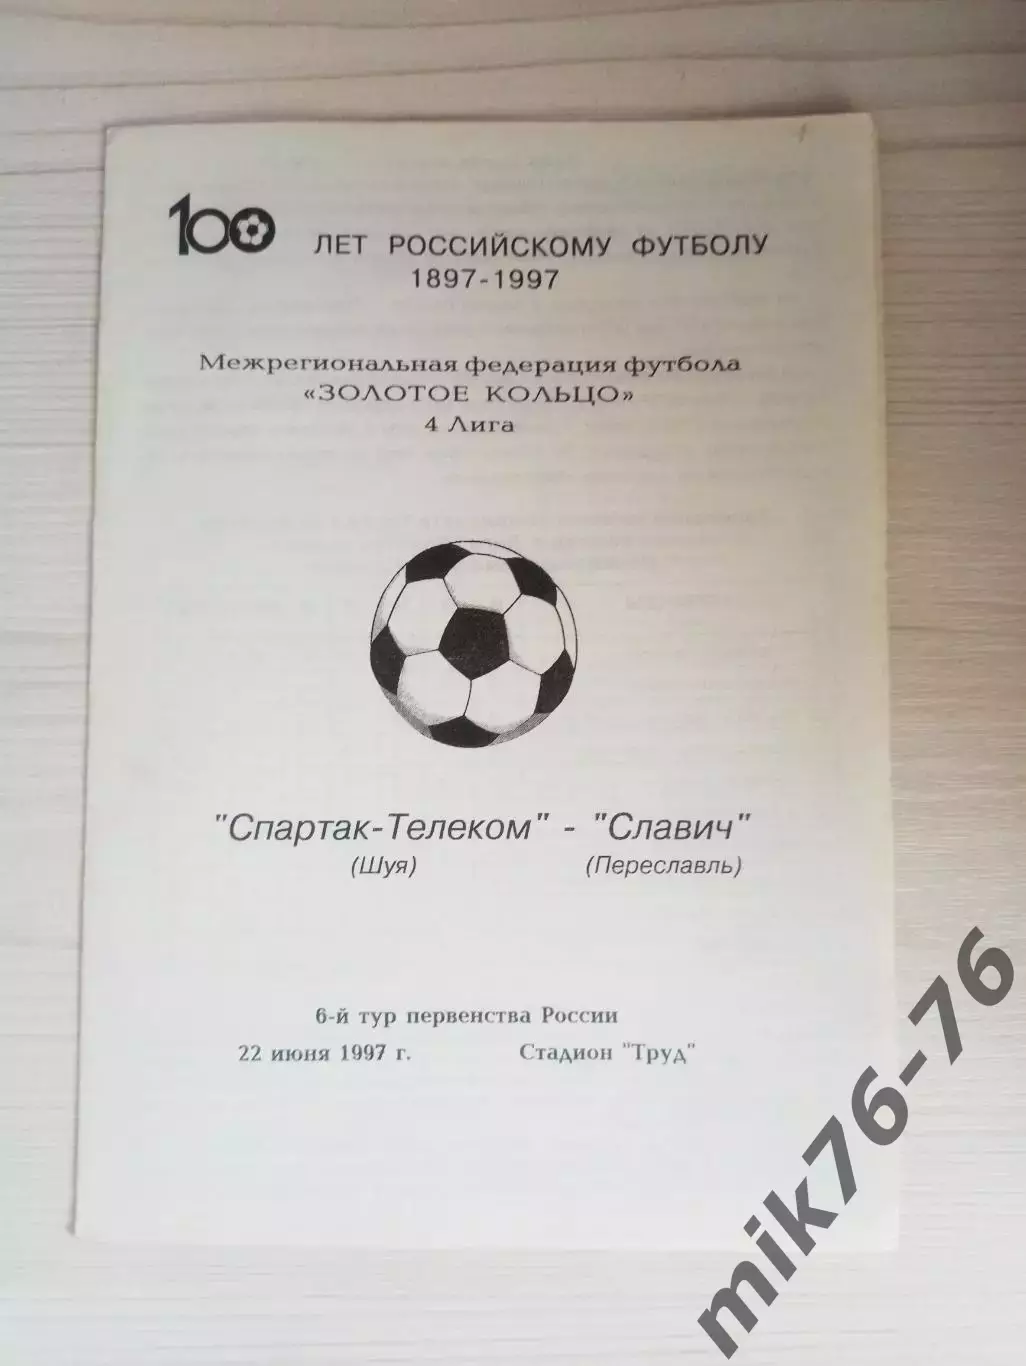 100 ЛЕТ РОССИЙСКОМУ ФУТБОЛУ
1897-1997
Межрегиональная федерация футбола
«ЗОЛОТОЕ КОЛЬЦО»
4 Лига
"Спартак-Телеком" - "Славич"
(Шуя) (Переславль)
6-й тур первенства России
22 июня 1997 г. Стадион "Труд"
mik76-76